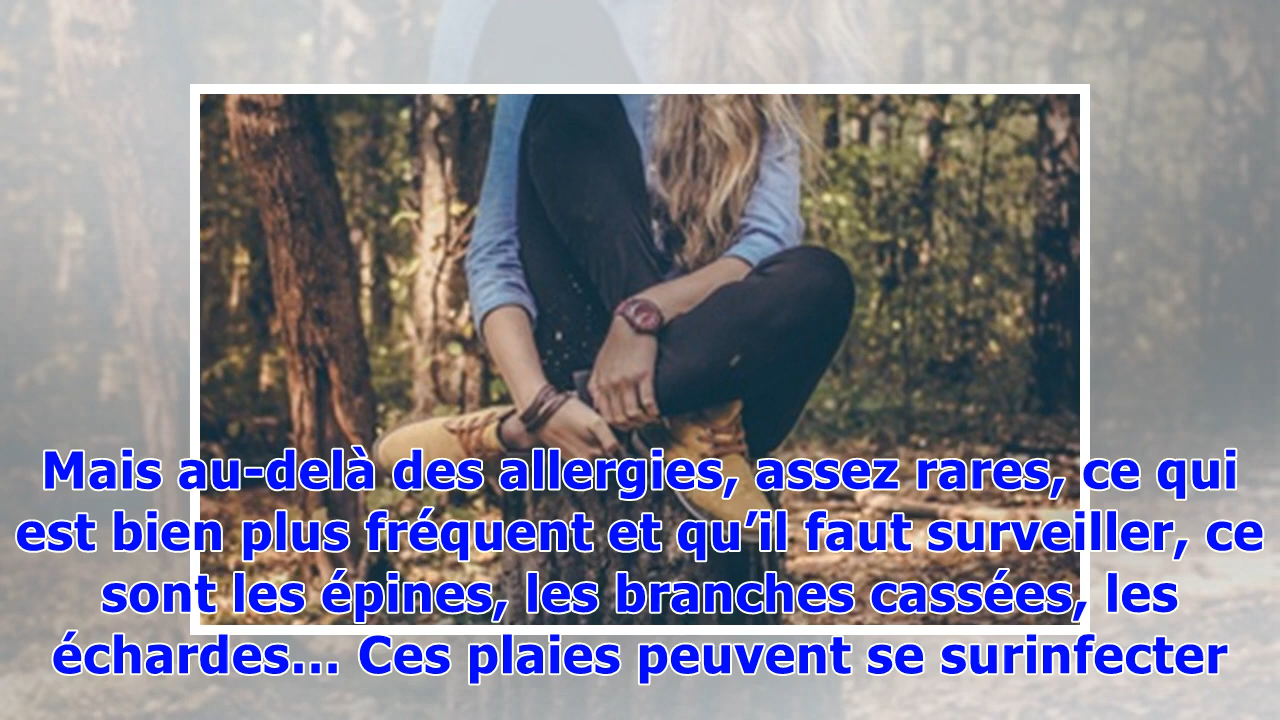 Mais au-delà des allergies, assez rares, ce qui
est bien plus fréquent et qu’il faut surveiller, ce
sont les épines, les branches cassées, les
échardes... Ces plaies peuvent se surinfecter